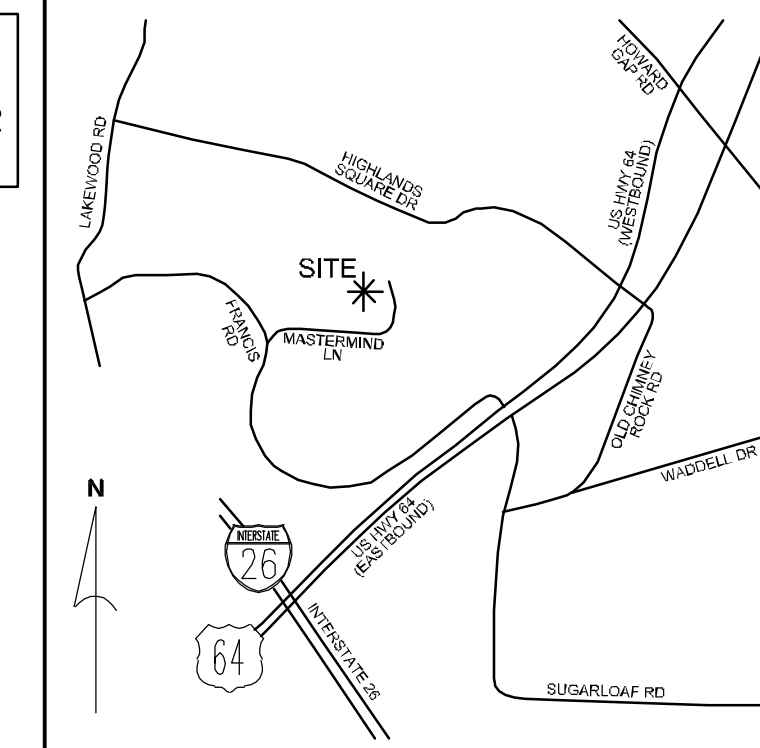 HOWARD
GAP RD
LAKEWOOD RD
HIGHLANDS
SQUARE DR
US HWY 64
(WESTBOUND)
SITE
FRANCIS
RD
MASTERMIND
LN
OLD CHIMNEY
ROCK RD
WADDELL DR
N
US HWY 64
(EASTBOUND)
INTERSTATE
26
INTERSTATE 26
64
SUGARLOAF RD